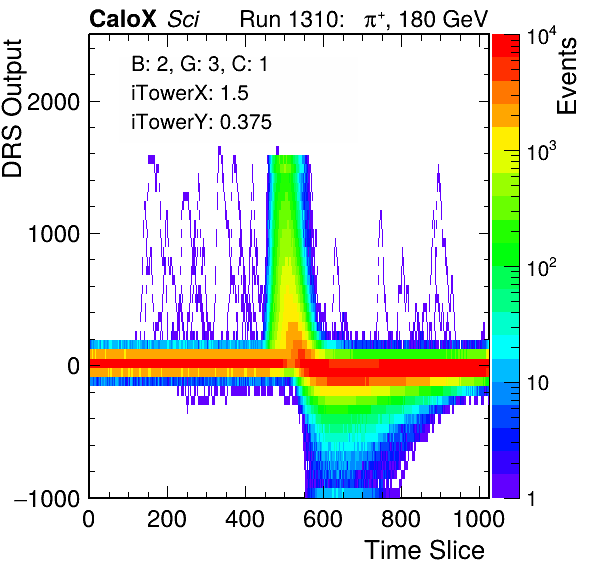 CaloX Sci Run 1310: π⁺, 180 GeV
B: 2, G: 3, C: 1
iTowerX: 1.5
iTowerY: 0.375
DRS Output
2000
1000
0
−1000
0 200 400 600 800 1000
Time Slice
Events
10⁴
10³
10²
10
1